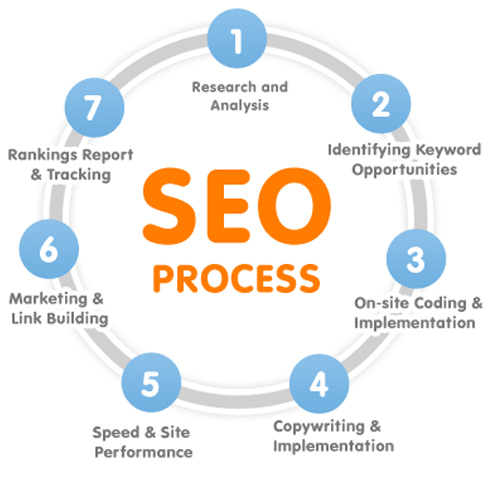 1
Research and
Analysis
2
Identifying Keyword
Opportunities
3
On-site Coding &
Implementation
4
Copywriting &
Implementation
5
Speed & Site
Performance
6
Marketing &
Link Building
7
Rankings Report
& Tracking
SEO
PROCESS